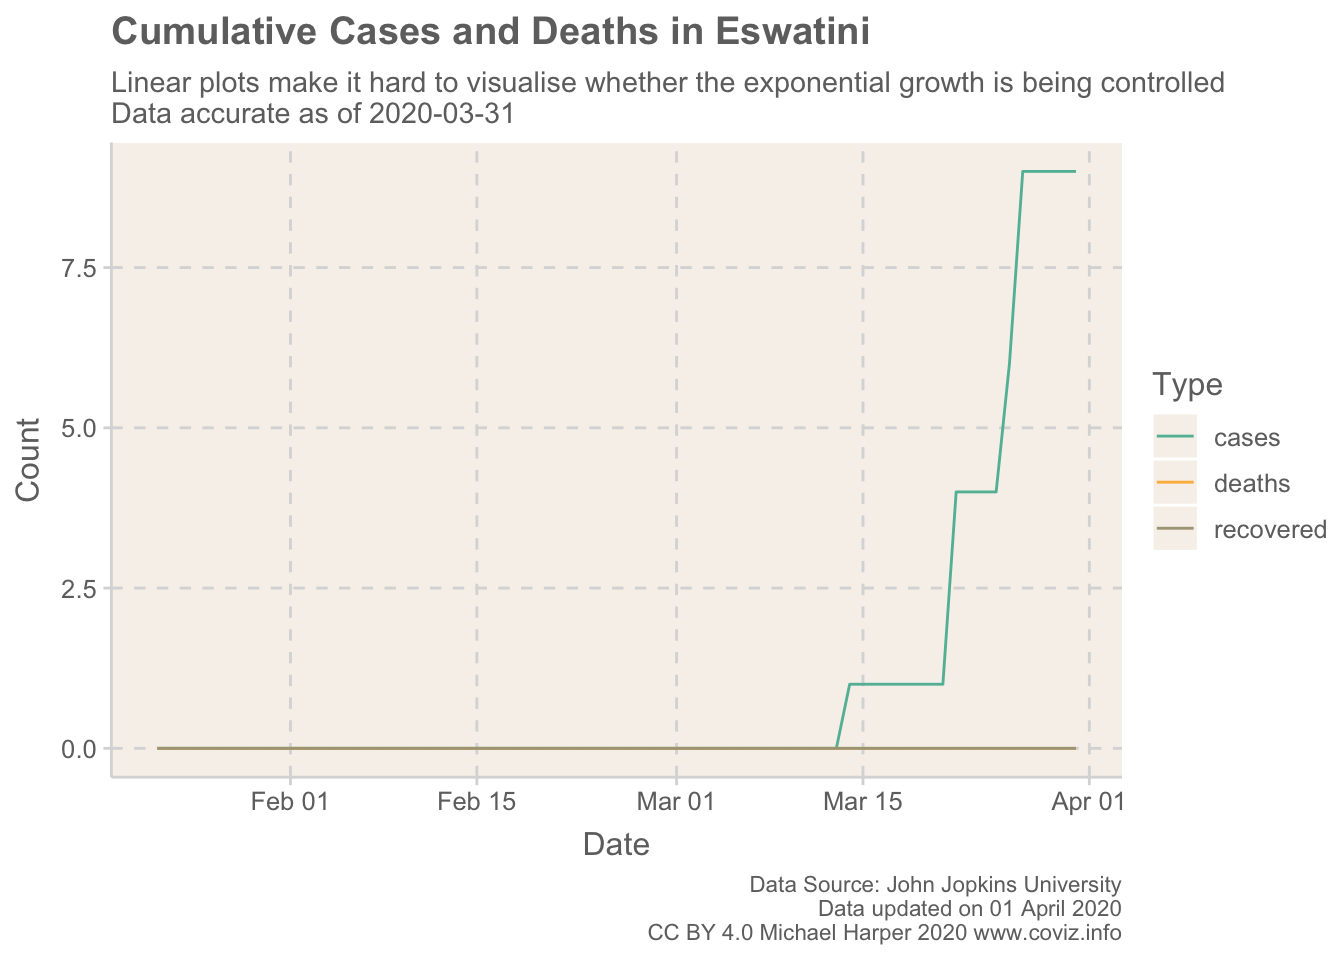 Cumulative Cases and Deaths in Eswatini
Linear plots make it hard to visualise whether the exponential growth is being controlled
Data accurate as of 2020-03-31
Count
7.5
5.0
2.5
0.0
Feb 01
Feb 15
Mar 01
Mar 15
Apr 01
Date
Type
cases
deaths
recovered
Data Source: John Jopkins University
Data updated on 01 April 2020
CC BY 4.0 Michael Harper 2020 www.coviz.info